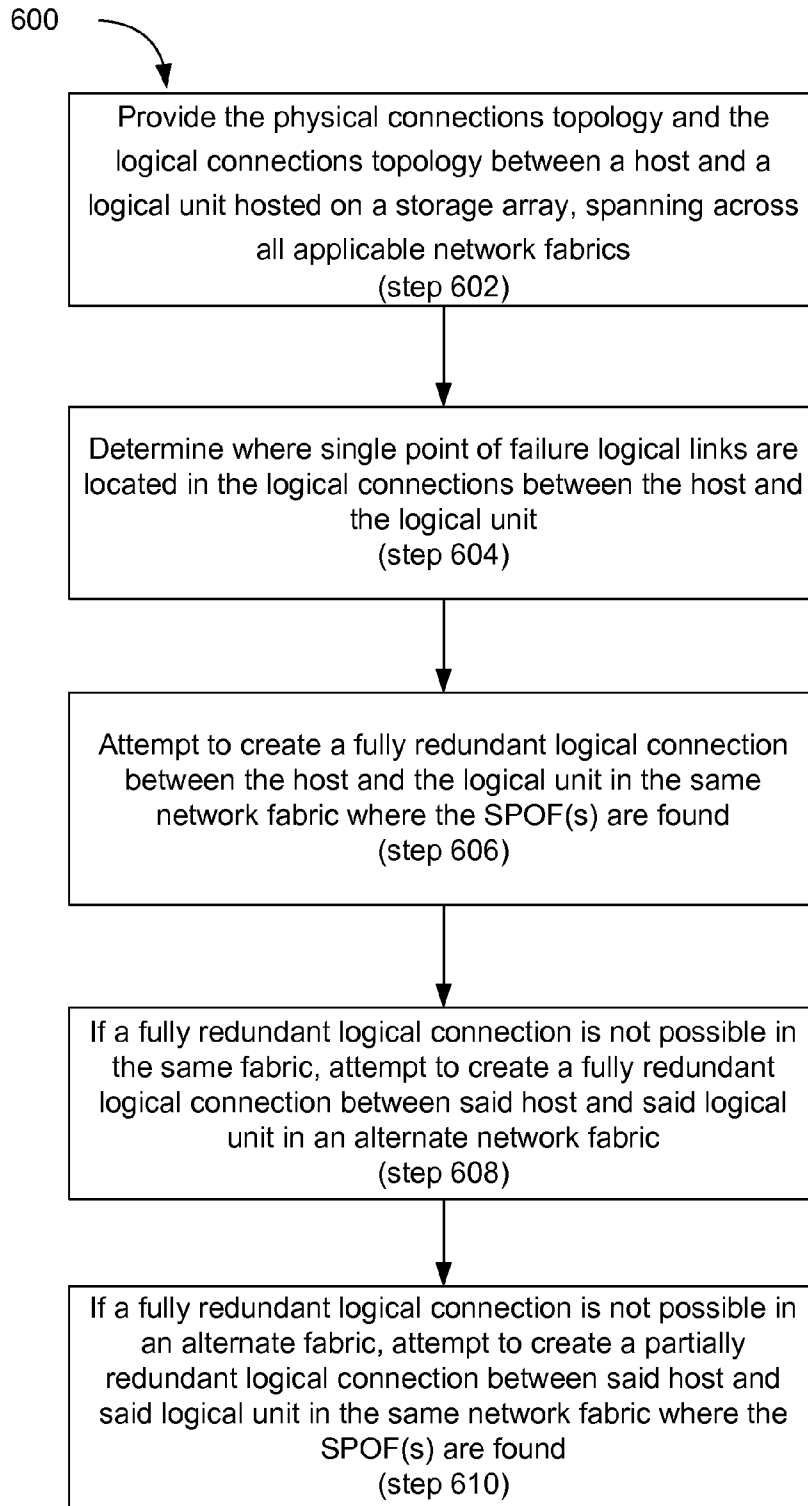 600
Provide the physical connections topology and the
logical connections topology between a host and a
logical unit hosted on a storage array, spanning across
all applicable network fabrics
(step 602)
Determine where single point of failure logical links are
located in the logical connections between the host and
the logical unit
(step 604)
Attempt to create a fully redundant logical connection
between the host and the logical unit in the same
network fabric where the SPOF(s) are found
(step 606)
If a fully redundant logical connection is not possible in
the same fabric, attempt to create a fully redundant
logical connection between said host and said logical
unit in an alternate network fabric
(step 608)
If a fully redundant logical connection is not possible in
an alternate fabric, attempt to create a partially
redundant logical connection between said host and
said logical unit in the same network fabric where the
SPOF(s) are found
(step 610)